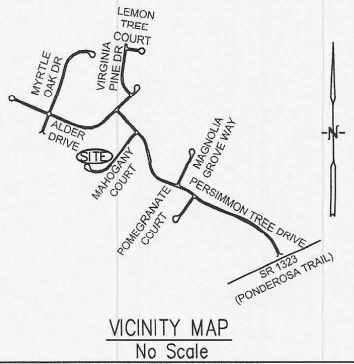 LEMON
TREE
COURT
VIRGINIA
PINE DR
MYRTLE
OAK DR
ALDER
DRIVE
SITE
MAHOGANY
COURT
MAGNOLIA
GROVE WAY
POMEGRANATE
COURT
PERSIMMON TREE DRIVE
SR 1323
(PONDEROSA TRAIL)
-N-
VICINITY MAP
No Scale